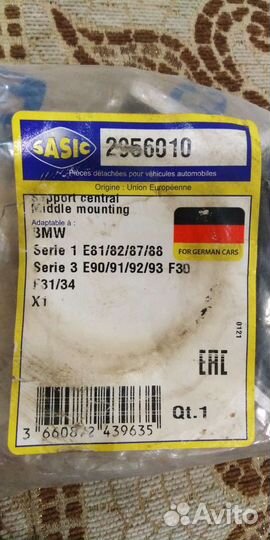 SASIC
2956010
Pièces détachées pour véhicules automobiles
Origine : Union Européenne
Support central
Middle mounting
Adaptable à :
BMW
Serie 1 E81/82/87/88
Serie 3 E90/91/92/93 F30
F31/34
X1
FOR GERMAN CARS
0121
EAC
Qt.1
3 660872 439635
Avito